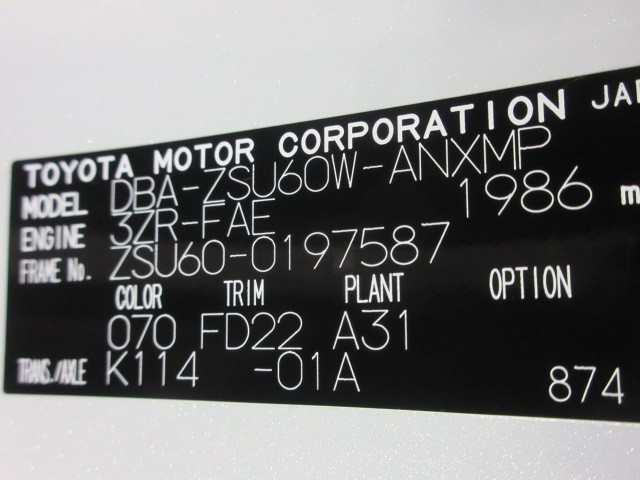 TOYOTA MOTOR CORPORATION JAP
MODEL DBA-ZSU60W-ANXMP
ENGINE 3ZR-FAE 1986 m
FRAME No. ZSU60-0197587
COLOR TRIM PLANT OPTION
070 FD22 A31
TRANS./AXLE K114 -01A 874